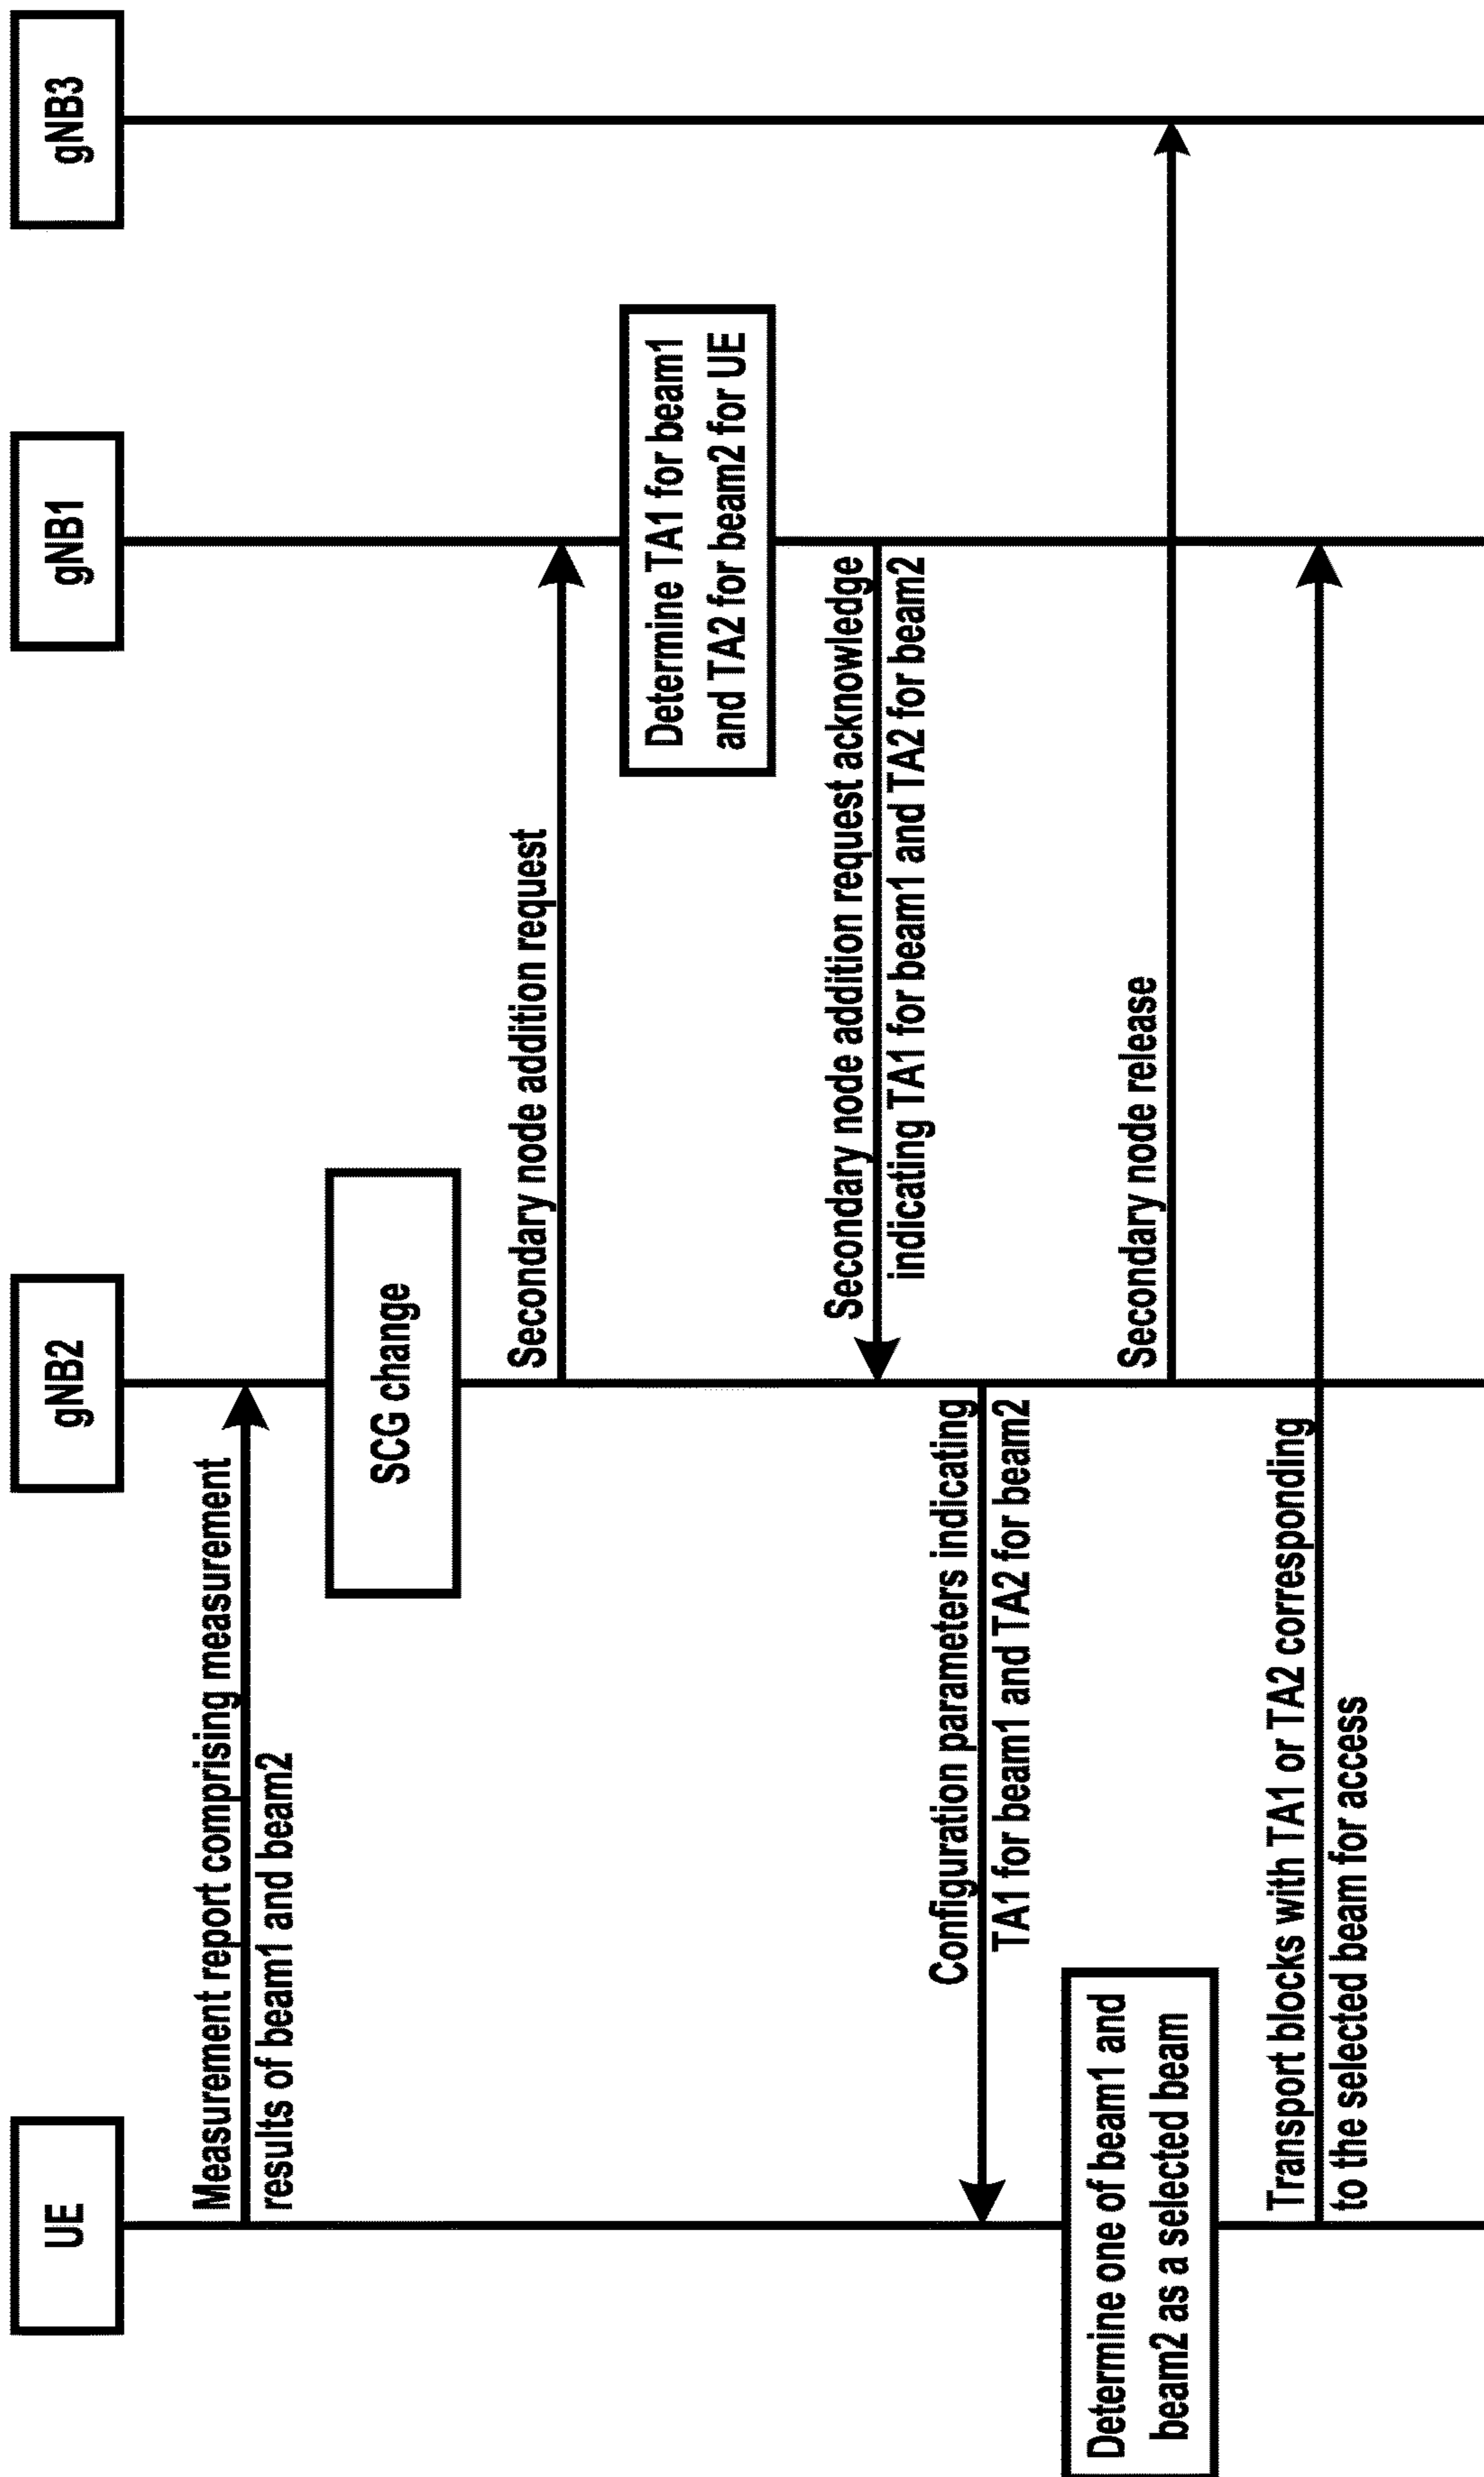 UE
gNB2
gNB1
gNB3
Measurement report comprising measurement
results of beam1 and beam2
SCG change
Secondary node addition request
Determine TA1 for beam1
and TA2 for beam2 for UE
Secondary node addition request acknowledge
indicating TA1 for beam1 and TA2 for beam2
Configuration parameters indicating
TA1 for beam1 and TA2 for beam2
Determine one of beam1 and
beam2 as a selected beam
Secondary node release
Transport blocks with TA1 or TA2 corresponding
to the selected beam for access